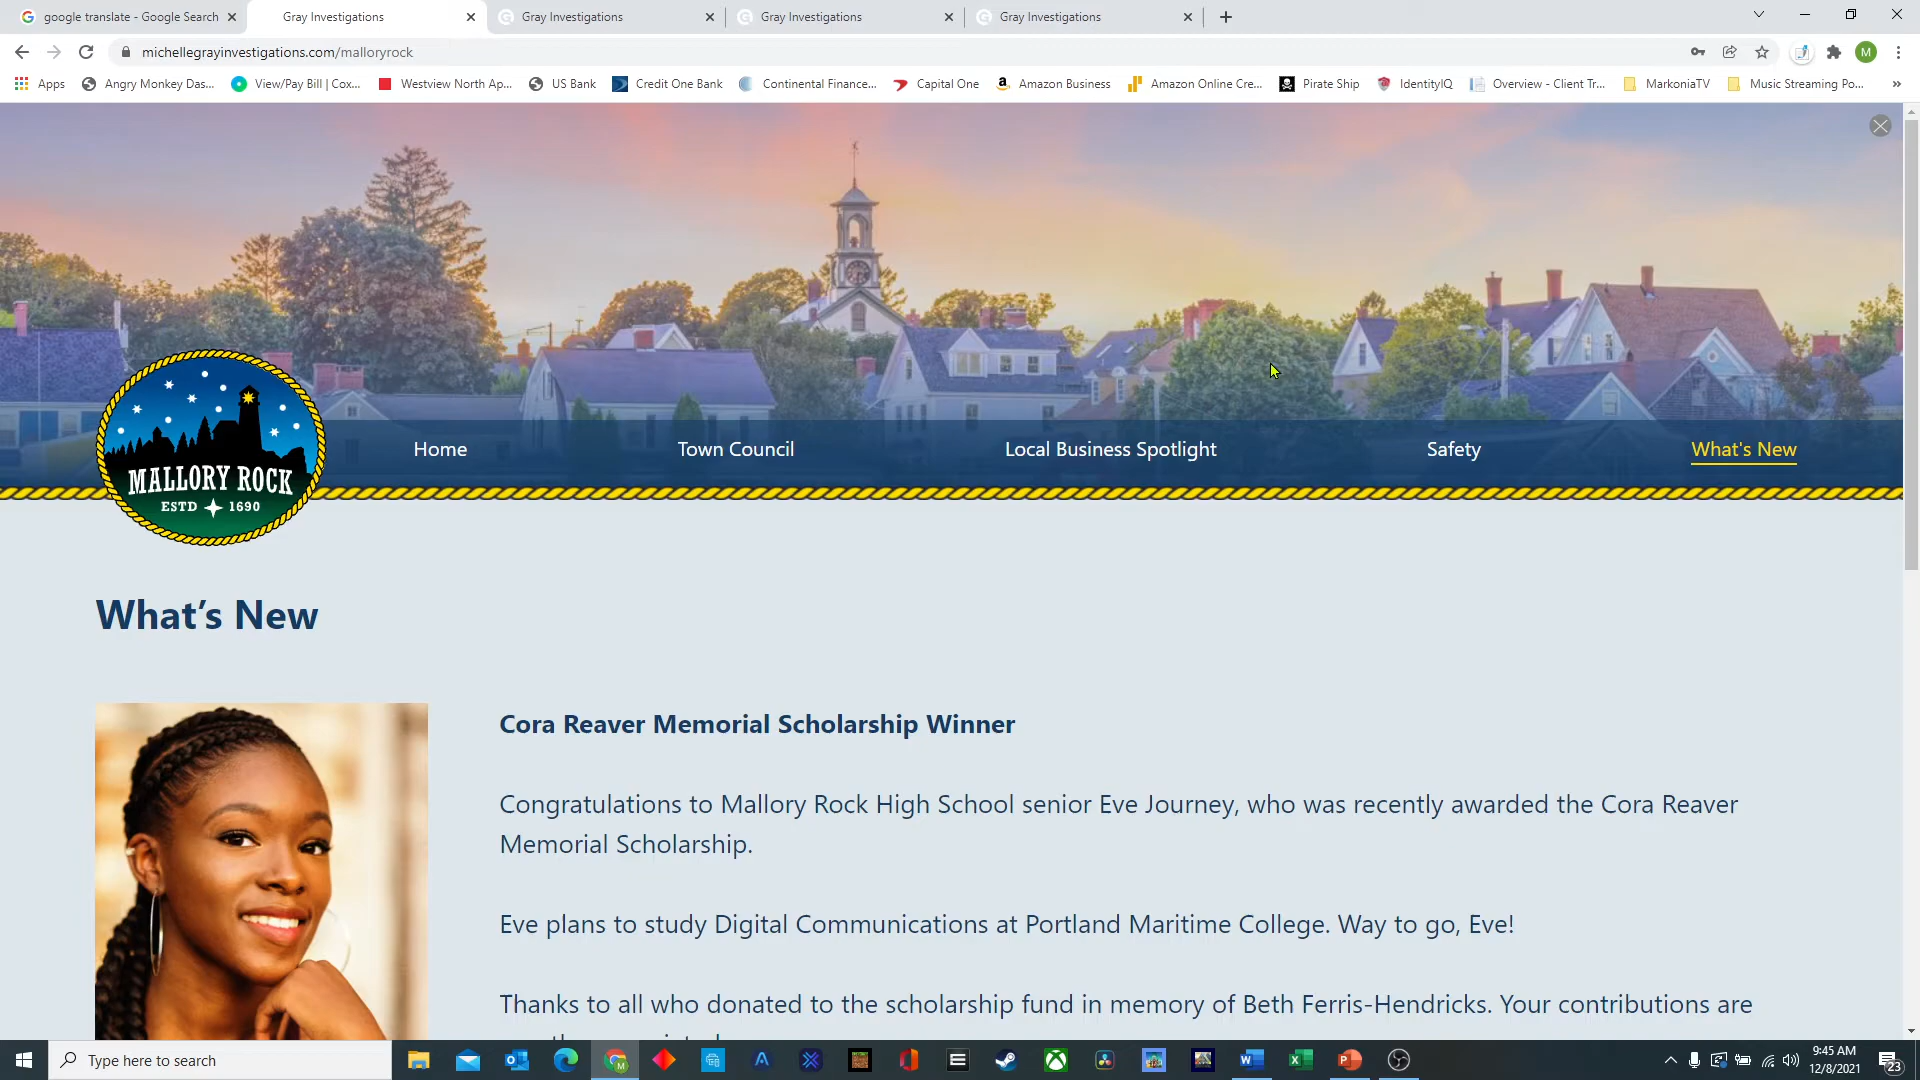 google translate - Google Search
Gray Investigations
Gray Investigations
Gray Investigations
Gray Investigations
michellegrayinvestigations.com/malloryrock
M
Apps
Angry Monkey Das...
View/Pay Bill | Cox...
Westview North Ap...
US Bank
Credit One Bank
Continental Finance...
Capital One
Amazon Business
Amazon Online Cre...
Pirate Ship
IdentityIQ
Overview - Client Tr...
MarkoniaTV
Music Streaming Po...
MALLORY ROCK
ESTD 1690
Home
Town Council
Local Business Spotlight
Safety
What's New
What's New
Cora Reaver Memorial Scholarship Winner
Congratulations to Mallory Rock High School senior Eve Journey, who was recently awarded the Cora Reaver
Memorial Scholarship.
Eve plans to study Digital Communications at Portland Maritime College. Way to go, Eve!
Thanks to all who donated to the scholarship fund in memory of Beth Ferris-Hendricks. Your contributions are
Type here to search
9:45 AM
12/8/2021
23